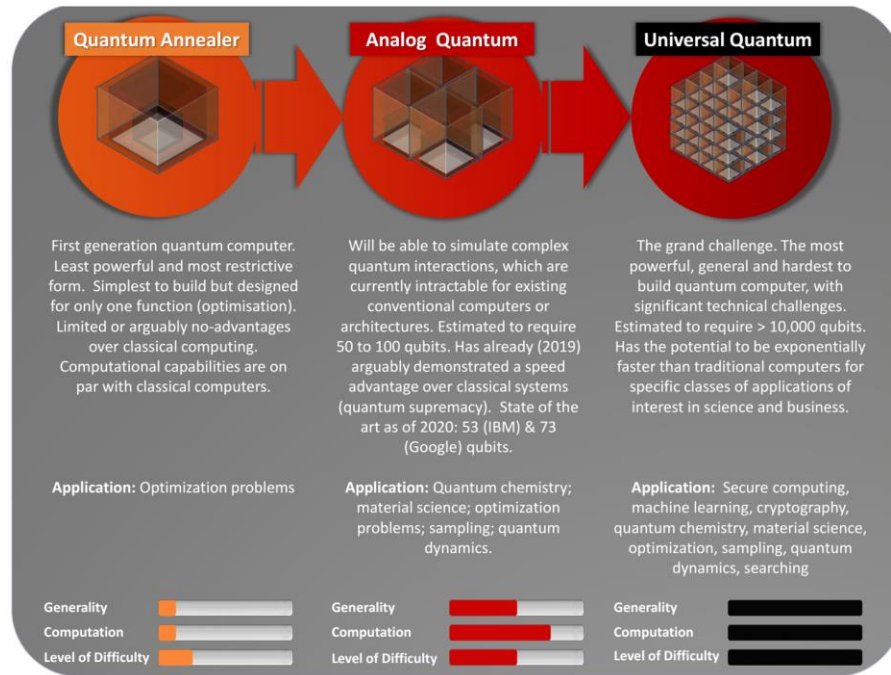 Quantum Annealer
First generation quantum computer.
Least powerful and most restrictive
form.  Simplest to build but designed
for only one function (optimisation).
Limited or arguably no-advantages
over classical computing.
Computational capabilities are on
par with classical computers.
Application: Optimization problems
Generality
Computation
Level of Difficulty
Analog  Quantum
Will be able to simulate complex
quantum interactions, which are
currently intractable for existing
conventional computers or
architectures. Estimated to require
50 to 100 qubits. Has already (2019)
arguably demonstrated a speed
advantage over classical systems
(quantum supremacy).  State of the
art as of 2020: 53 (IBM) & 73
(Google) qubits.
Application: Quantum chemistry;
material science; optimization
problems; sampling; quantum
dynamics.
Generality
Computation
Level of Difficulty
Universal Quantum
The grand challenge. The most
powerful, general and hardest to
build quantum computer, with
significant technical challenges.
Estimated to require > 10,000 qubits.
Has the potential to be exponentially
faster than traditional computers for
specific classes of applications of
interest in science and business.
Application:  Secure computing,
machine learning, cryptography,
quantum chemistry, material science,
optimization, sampling, quantum
dynamics, searching
Generality
Computation
Level of Difficulty